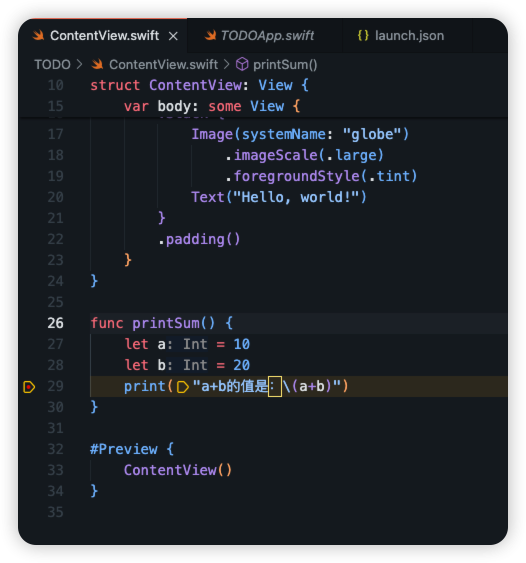 ContentView.swift TODOApp.swift {} launch.json
TODO > ContentView.swift > printSum()
10 struct ContentView: View {
15 var body: some View {
17 Image(systemName: "globe")
18 .imageScale(.large)
19 .foregroundStyle(.tint)
20 Text("Hello, world!")
21 }
22 .padding()
23 }
24 }
25
26 func printSum() {
27 let a: Int = 10
28 let b: Int = 20
29 print("a+b的值是：\(a+b)")
30 }
31
32 #Preview {
33 ContentView()
34 }
35